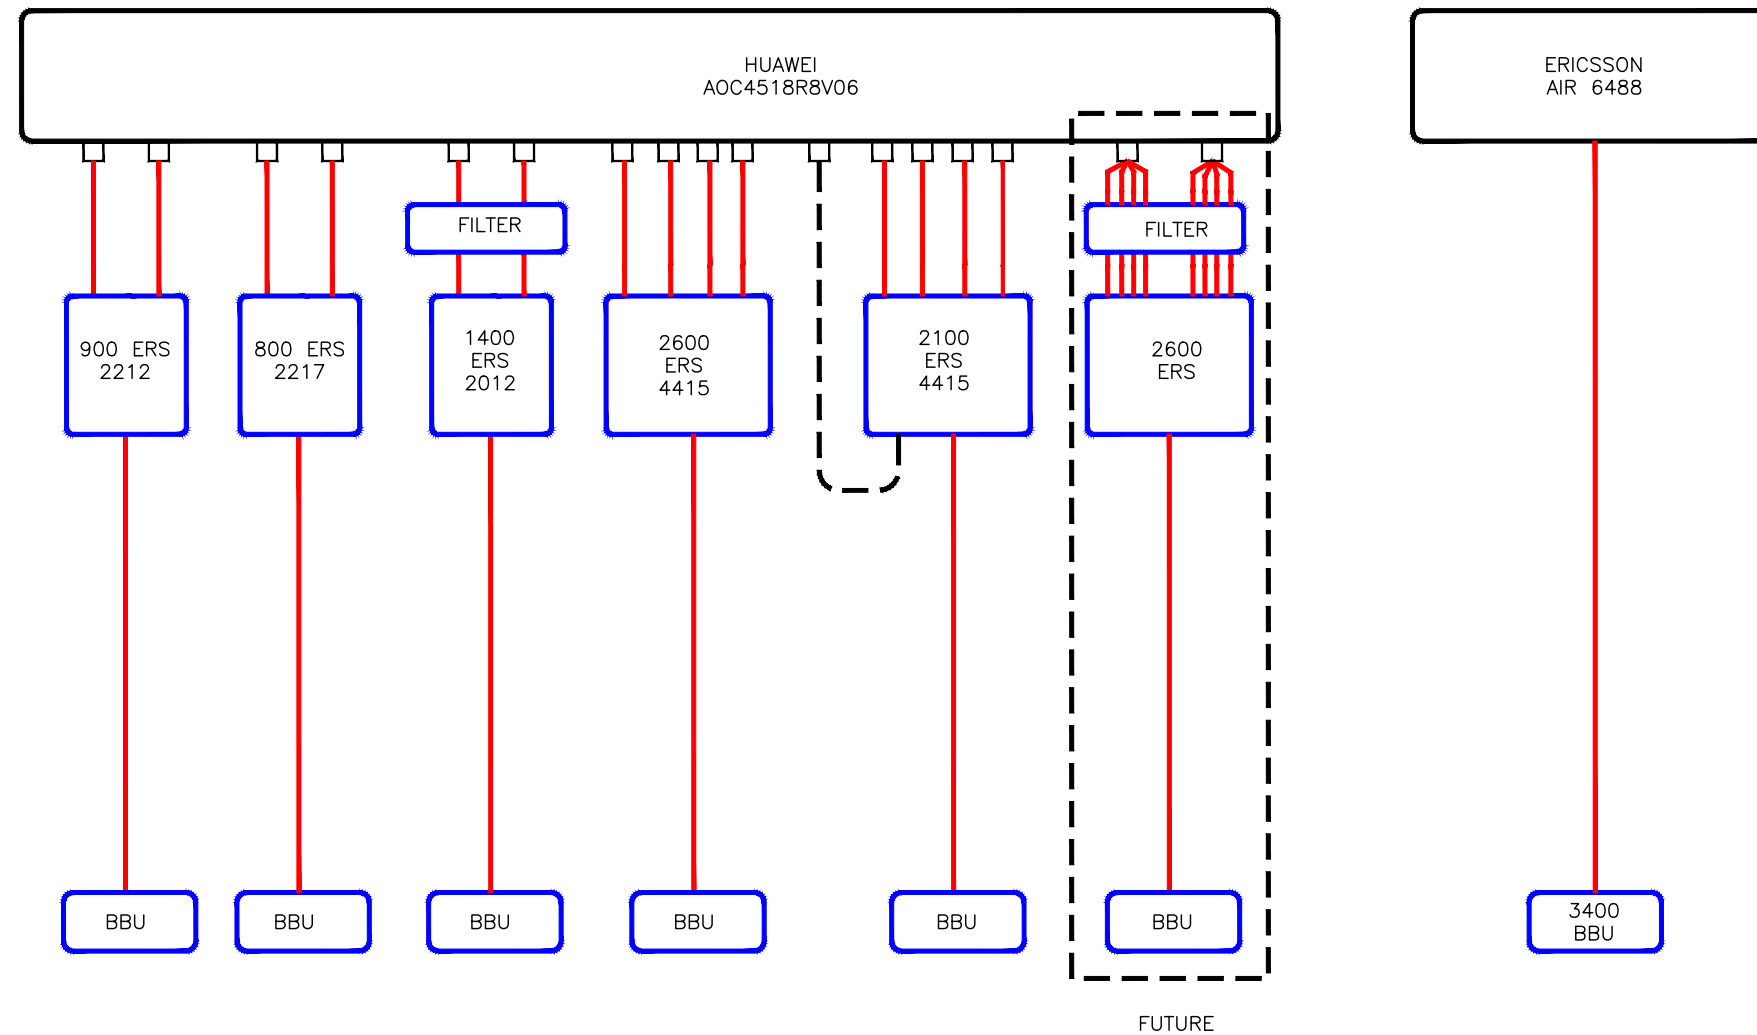 HUAWEI
AOC4518R8V06
ERICSSON
AIR 6488
FILTER
FILTER
900 ERS
2212
800 ERS
2217
1400
ERS
2012
2600
ERS
4415
2100
ERS
4415
2600
ERS
BBU
BBU
BBU
BBU
BBU
BBU
3400
BBU
FUTURE